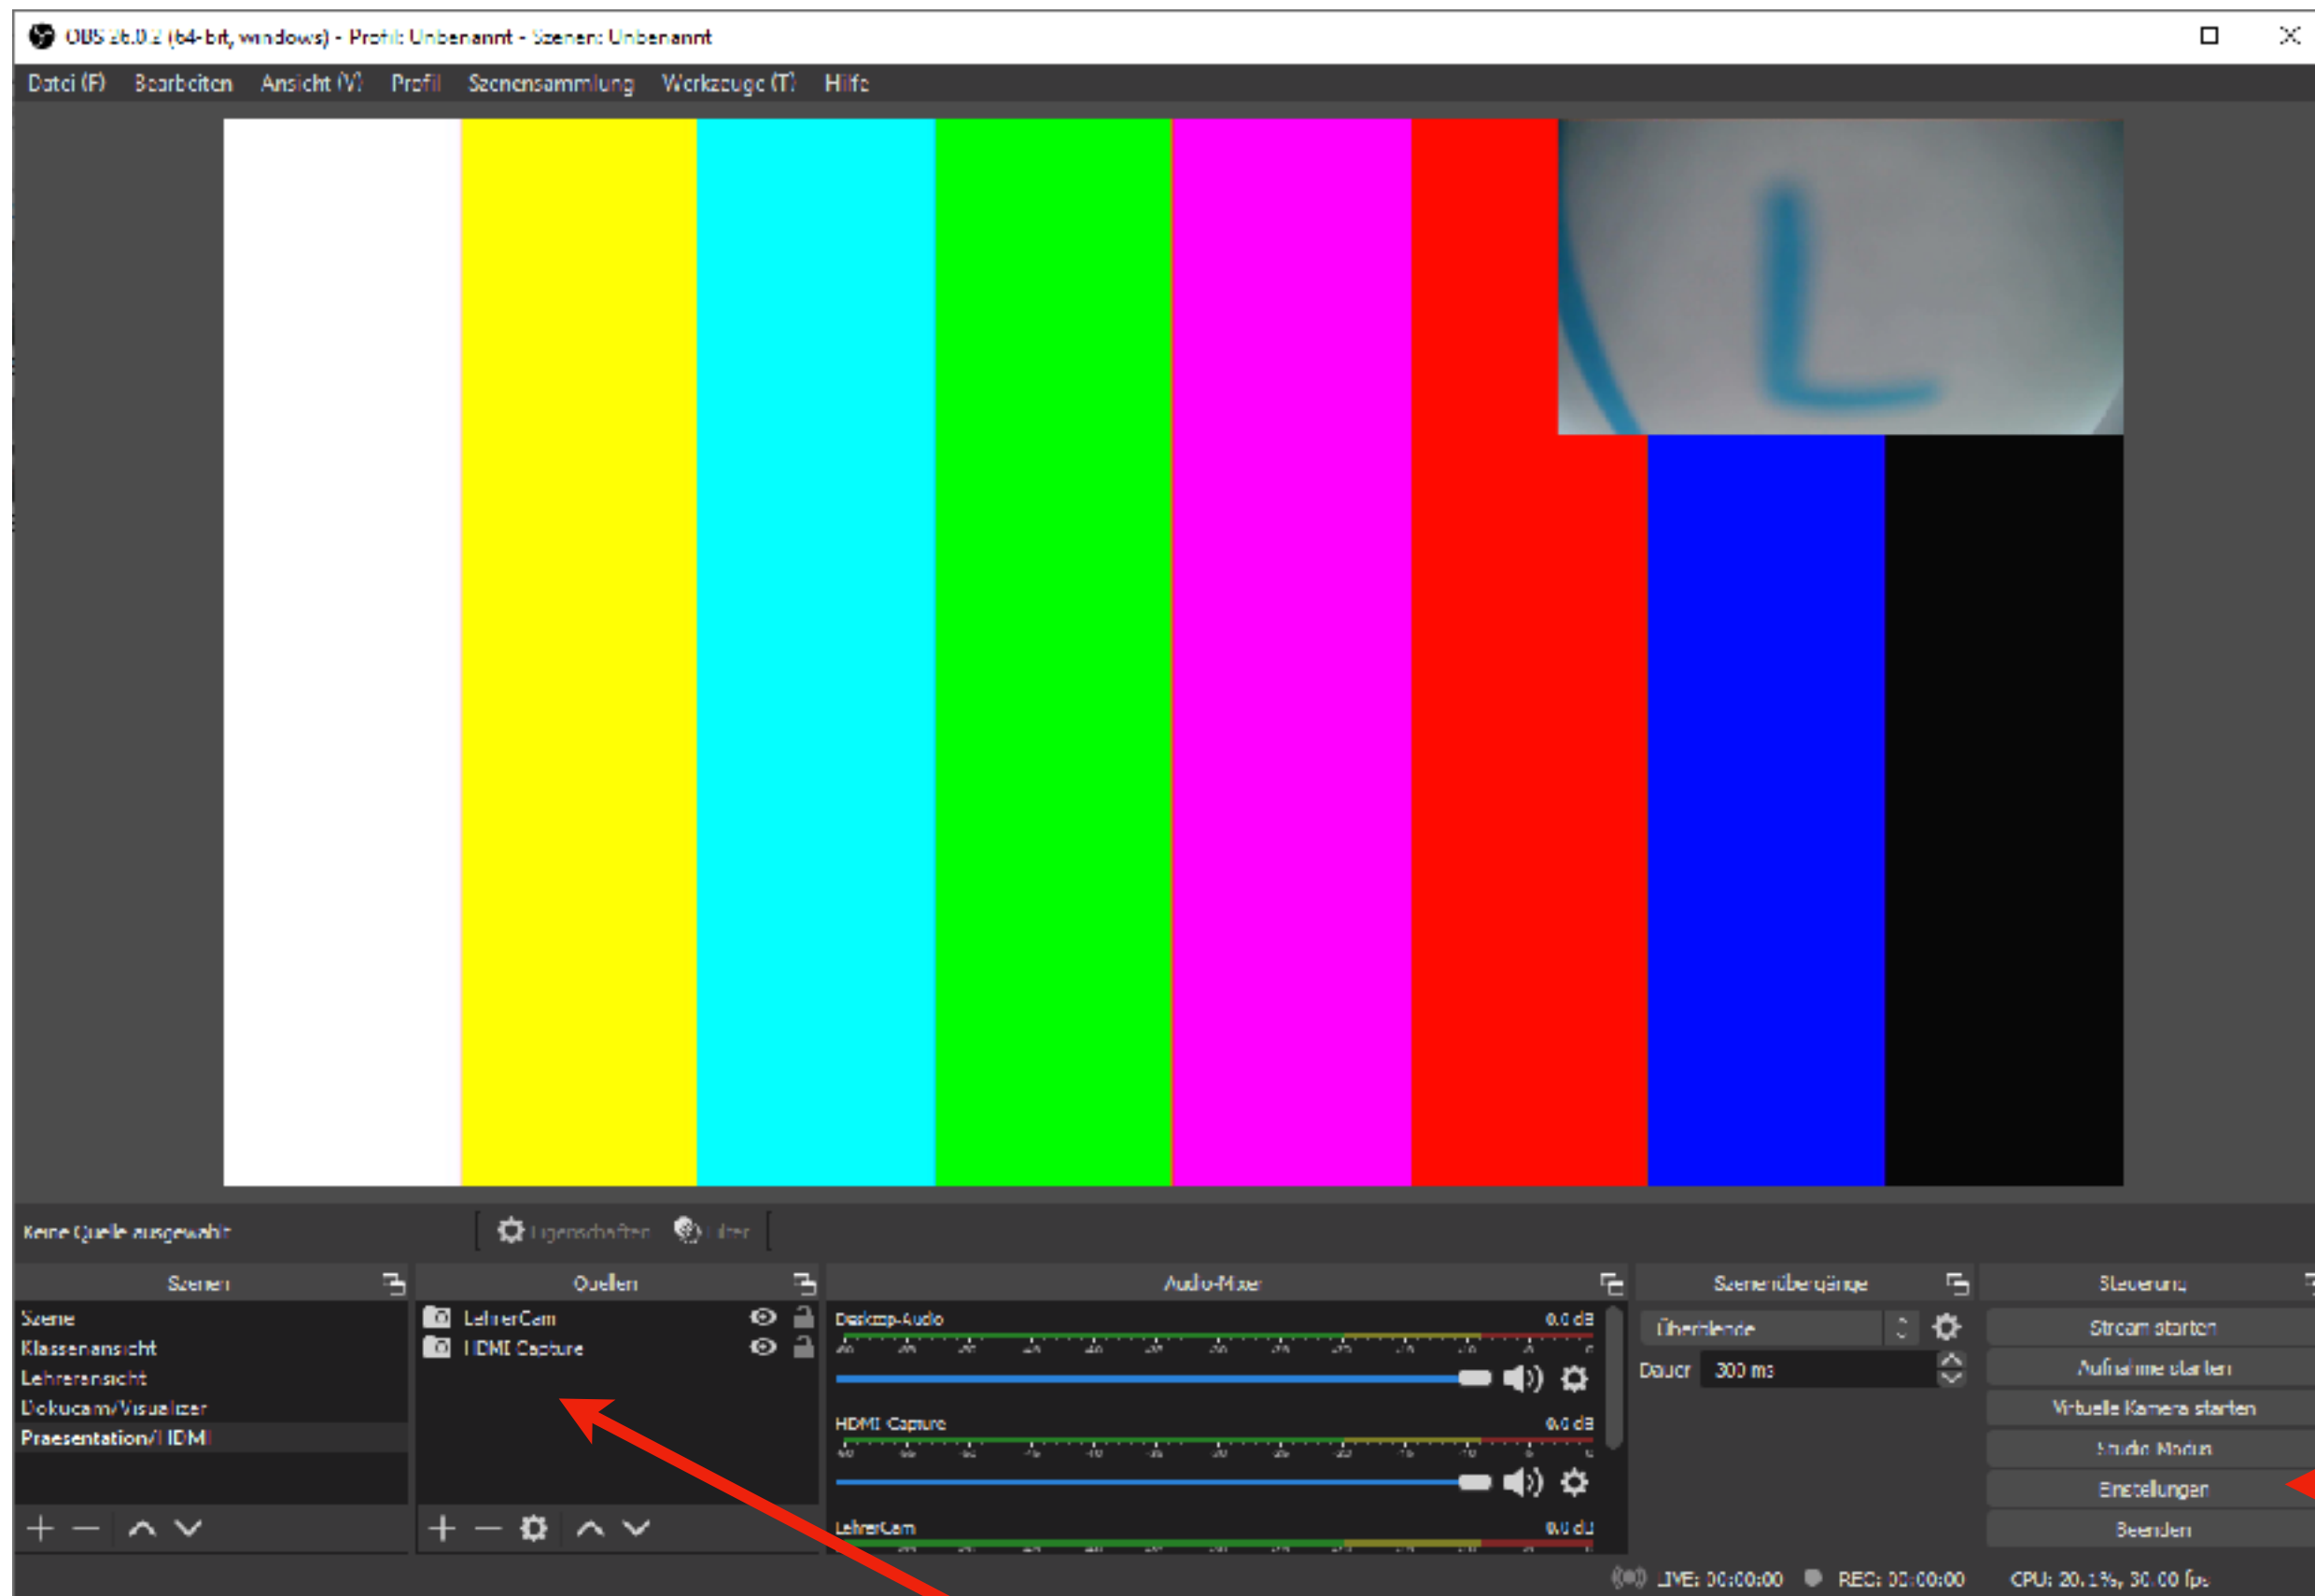 OBS 26.0.2 (64-bit, windows) - Profil: Unbenannt - Szenen: Unbenannt
Datei (F) Bearbeiten Ansicht (V) Profil Szenensammlung Werkzeuge (T) Hilfe
L
Keine Quelle ausgewählt Eigenschaften Filter
Szenen Quellen Audio-Mixer Szenenübergänge Steuerung
Szene LehrerCam Desktop-Audio 0.0 dB Überblende Stream starten
Klassenansicht HDMI Capture
Lehreransicht Dauer 300 ms Aufnahme starten
Dokucam/Visualizer Virtuelle Kamera starten
Praesentation/HDMI HDMI Capture 0.0 dB Studio-Modus
Einstellungen
LehrerCam 0.0 dB Beenden
LIVE: 00:00:00 REC: 00:00:00 CPU: 20.1%, 30.00 fps